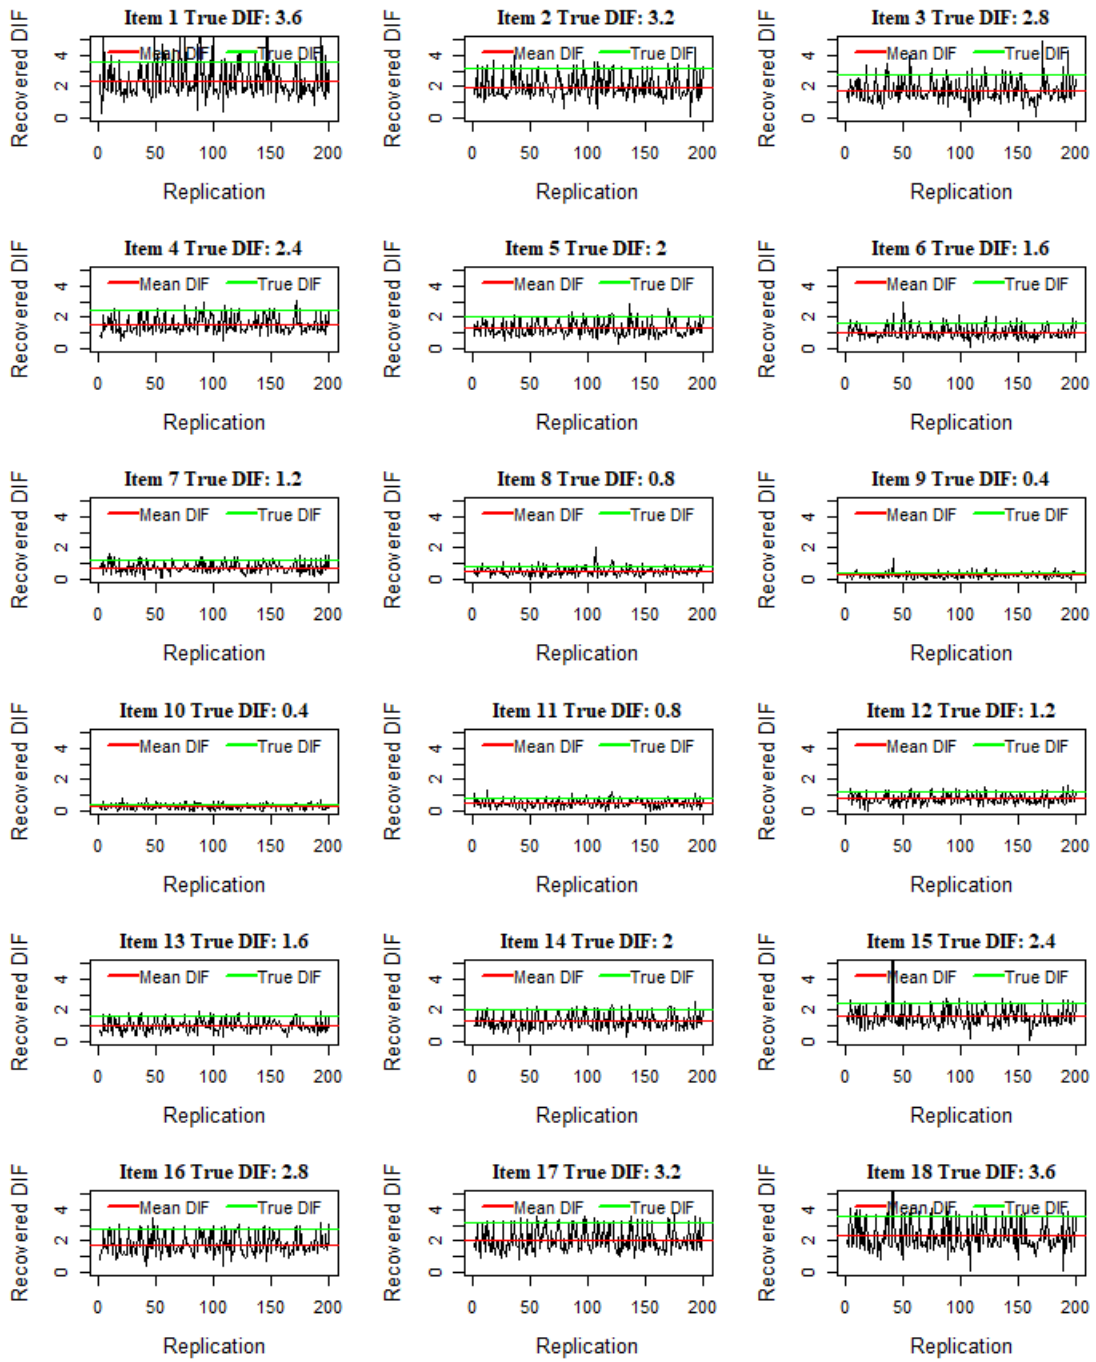 Item 1 True DIF: 3.6
Recovered DIF
0 2 4
Mean DIF True DIF
0 50 100 150 200
Replication
Item 2 True DIF: 3.2
Recovered DIF
0 2 4
Mean DIF True DIF
0 50 100 150 200
Replication
Item 3 True DIF: 2.8
Recovered DIF
0 2 4
Mean DIF True DIF
0 50 100 150 200
Replication
Item 4 True DIF: 2.4
Recovered DIF
0 2 4
Mean DIF True DIF
0 50 100 150 200
Replication
Item 5 True DIF: 2
Recovered DIF
0 2 4
Mean DIF True DIF
0 50 100 150 200
Replication
Item 6 True DIF: 1.6
Recovered DIF
0 2 4
Mean DIF True DIF
0 50 100 150 200
Replication
Item 7 True DIF: 1.2
Recovered DIF
0 2 4
Mean DIF True DIF
0 50 100 150 200
Replication
Item 8 True DIF: 0.8
Recovered DIF
0 2 4
Mean DIF True DIF
0 50 100 150 200
Replication
Item 9 True DIF: 0.4
Recovered DIF
0 2 4
Mean DIF True DIF
0 50 100 150 200
Replication
Item 10 True DIF: 0.4
Recovered DIF
0 2 4
Mean DIF True DIF
0 50 100 150 200
Replication
Item 11 True DIF: 0.8
Recovered DIF
0 2 4
Mean DIF True DIF
0 50 100 150 200
Replication
Item 12 True DIF: 1.2
Recovered DIF
0 2 4
Mean DIF True DIF
0 50 100 150 200
Replication
Item 13 True DIF: 1.6
Recovered DIF
0 2 4
Mean DIF True DIF
0 50 100 150 200
Replication
Item 14 True DIF: 2
Recovered DIF
0 2 4
Mean DIF True DIF
0 50 100 150 200
Replication
Item 15 True DIF: 2.4
Recovered DIF
0 2 4
Mean DIF True DIF
0 50 100 150 200
Replication
Item 16 True DIF: 2.8
Recovered DIF
0 2 4
Mean DIF True DIF
0 50 100 150 200
Replication
Item 17 True DIF: 3.2
Recovered DIF
0 2 4
Mean DIF True DIF
0 50 100 150 200
Replication
Item 18 True DIF: 3.6
Recovered DIF
0 2 4
Mean DIF True DIF
0 50 100 150 200
Replication